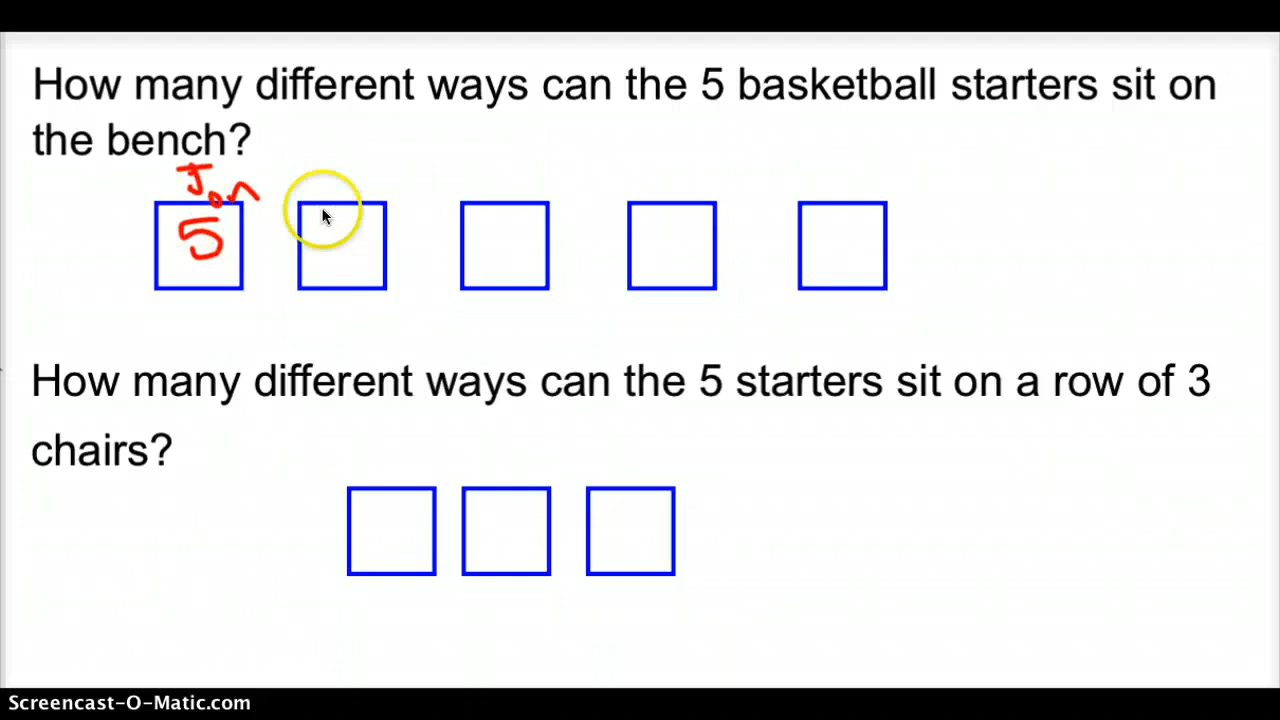 How many different ways can the 5 basketball starters sit on
the bench?
Jon
5
How many different ways can the 5 starters sit on a row of 3
chairs?
Screencast-O-Matic.com